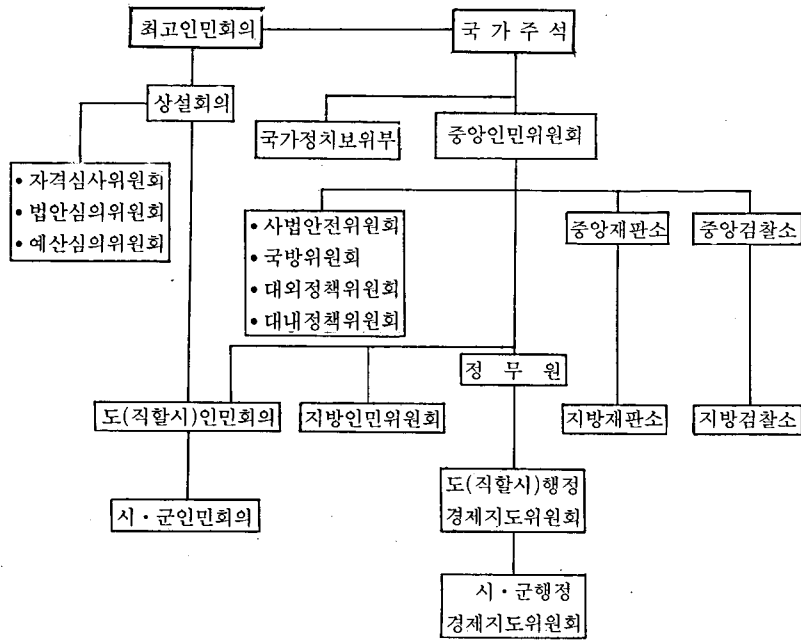 최고인민회의
국 가 주 석
상설회의
국가정치보위부
중앙인민위원회
• 자격심사위원회
• 법안심의위원회
• 예산심의위원회
• 사법안전위원회
• 국방위원회
• 대외정책위원회
• 대내정책위원회
중앙재판소
중앙검찰소
정 무 원
도(직할시)인민회의
지방인민위원회
지방재판소
지방검찰소
시·군인민회의
도(직할시)행정
경제지도위원회
시·군행정
경제지도위원회